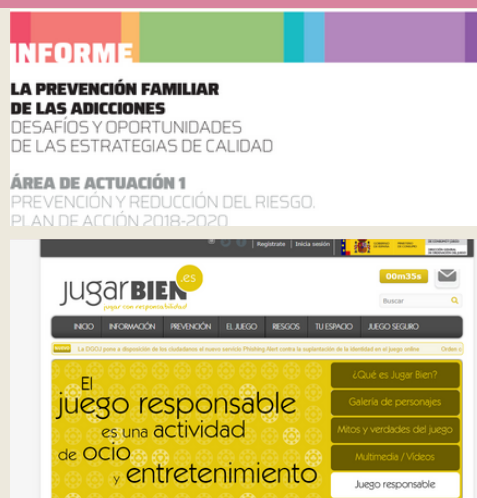 INFORME
LA PREVENCIÓN FAMILIAR
DE LAS ADICCIONES
DESAFÍOS Y OPORTUNIDADES
DE LAS ESTRATEGIAS DE CALIDAD
ÁREA DE ACTUACIÓN 1
PREVENCIÓN Y REDUCCIÓN DEL RIESGO.
PLAN DE ACCIÓN 2018-2020
Regístrate | Inicia sesión
jugarBIEN.es
jugar con responsabilidad
00m35s
Buscar
INICIO INFORMACIÓN PREVENCIÓN EL JUEGO RIESGOS TU ESPACIO JUEGO SEGURO
La DGOJ pone a disposición de los ciudadanos el nuevo servicio Phishing Alert contra la suplantación de la identidad en el juego online
El
juego responsable
es una actividad
de ocio
y entretenimiento
¿Qué es Jugar Bien?
Galería de personajes
Mitos y verdades del juego
Multimedia / Vídeos
Juego responsable